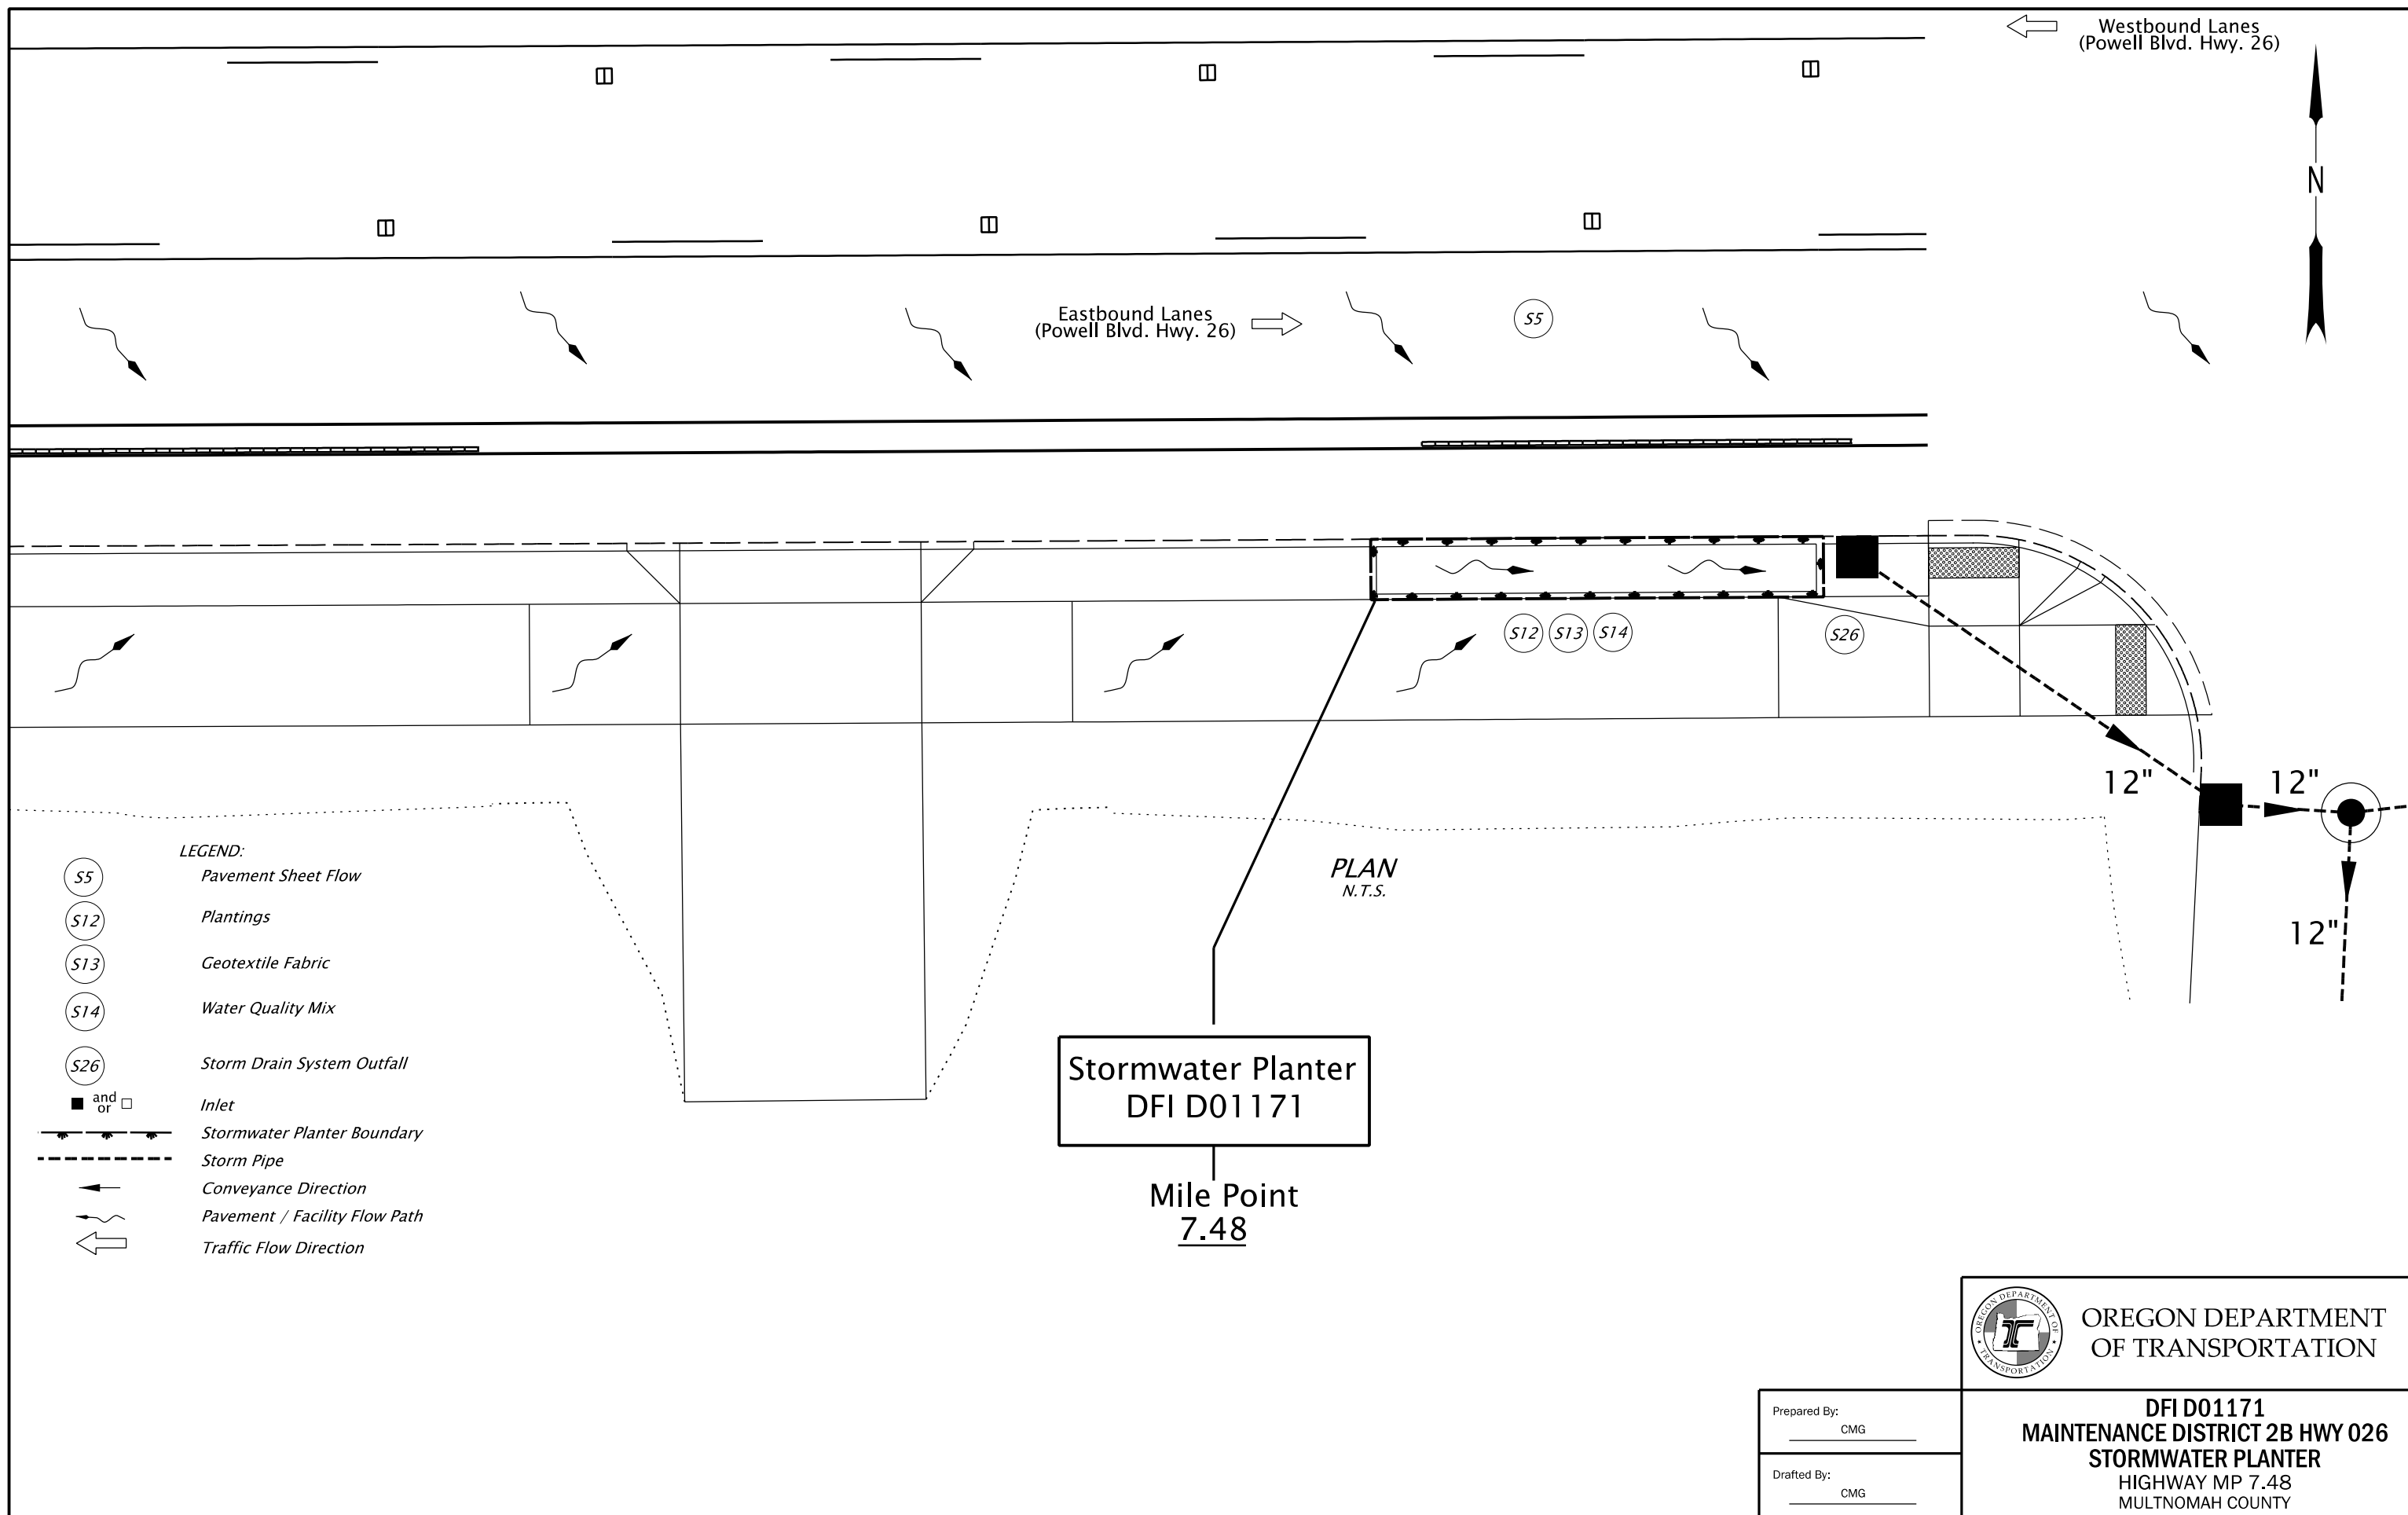 Westbound Lanes
(Powell Blvd. Hwy. 26)
N
Eastbound Lanes
(Powell Blvd. Hwy. 26)
S5
S12 S13 S14
S26
12" 12"
12"
PLAN
N.T.S.
LEGEND:
S5 Pavement Sheet Flow
S12 Plantings
S13 Geotextile Fabric
S14 Water Quality Mix
S26 Storm Drain System Outfall
and
or
Inlet
Stormwater Planter Boundary
Storm Pipe
Conveyance Direction
Pavement / Facility Flow Path
Traffic Flow Direction
Stormwater Planter
DFI D01171
Mile Point
7.48
OREGON DEPARTMENT OF
TRANSPORTATION
OREGON DEPARTMENT
OF TRANSPORTATION
Prepared By:
CMG
Drafted By:
CMG
DFI D01171
MAINTENANCE DISTRICT 2B HWY 026
STORMWATER PLANTER
HIGHWAY MP 7.48
MULTNOMAH COUNTY